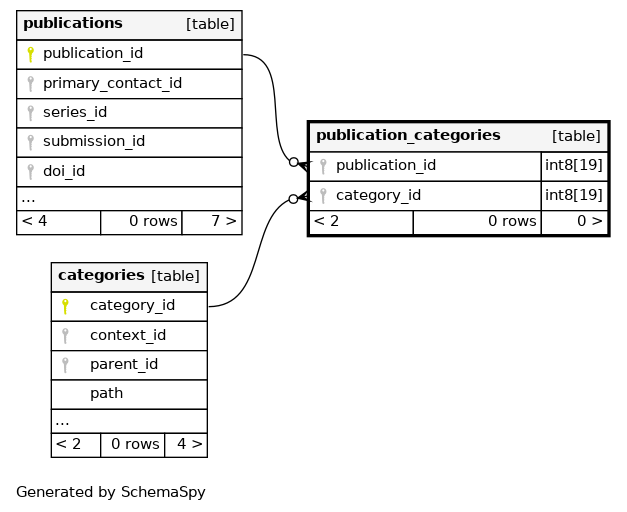 publications [table]
publication_id
primary_contact_id
series_id
submission_id
doi_id
...
< 4 0 rows 7 >
publication_categories [table]
publication_id int8[19]
category_id int8[19]
< 2 0 rows 0 >
categories [table]
category_id
context_id
parent_id
path
...
< 2 0 rows 4 >
Generated by SchemaSpy